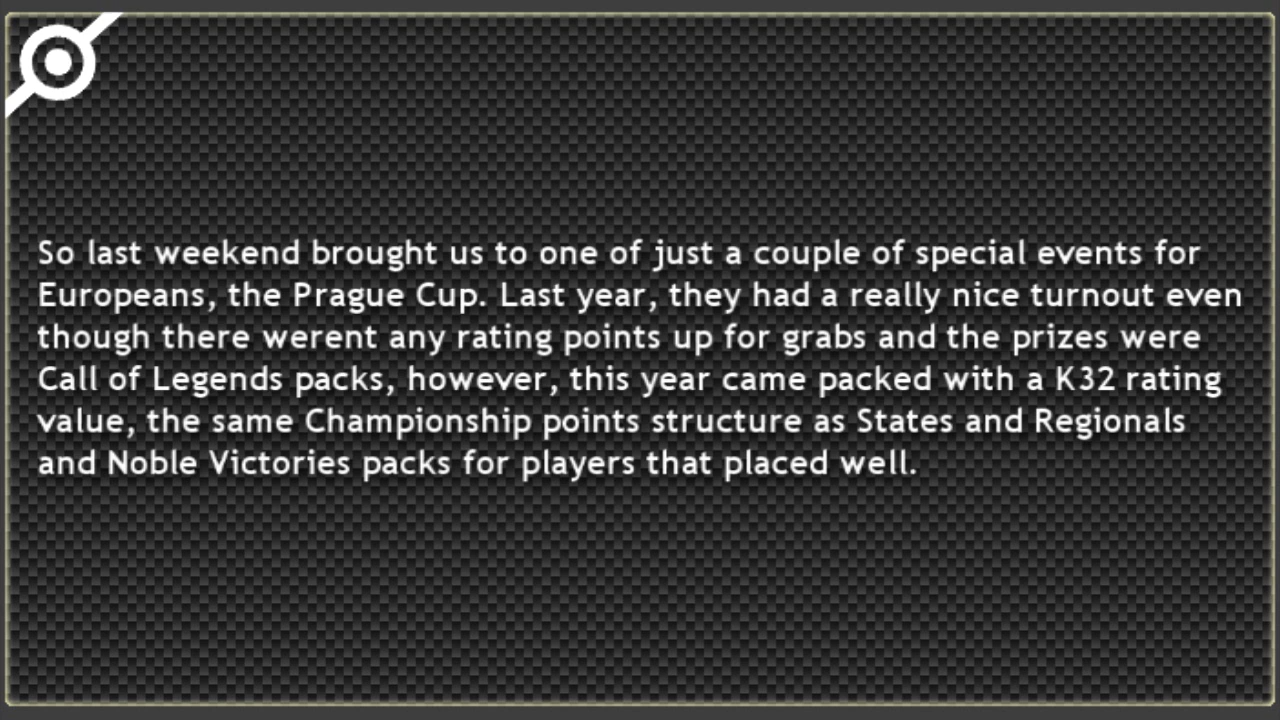 So last weekend brought us to one of just a couple of special events for
Europeans, the Prague Cup. Last year, they had a really nice turnout even
though there werent any rating points up for grabs and the prizes were
Call of Legends packs, however, this year came packed with a K32 rating
value, the same Championship points structure as States and Regionals
and Noble Victories packs for players that placed well.